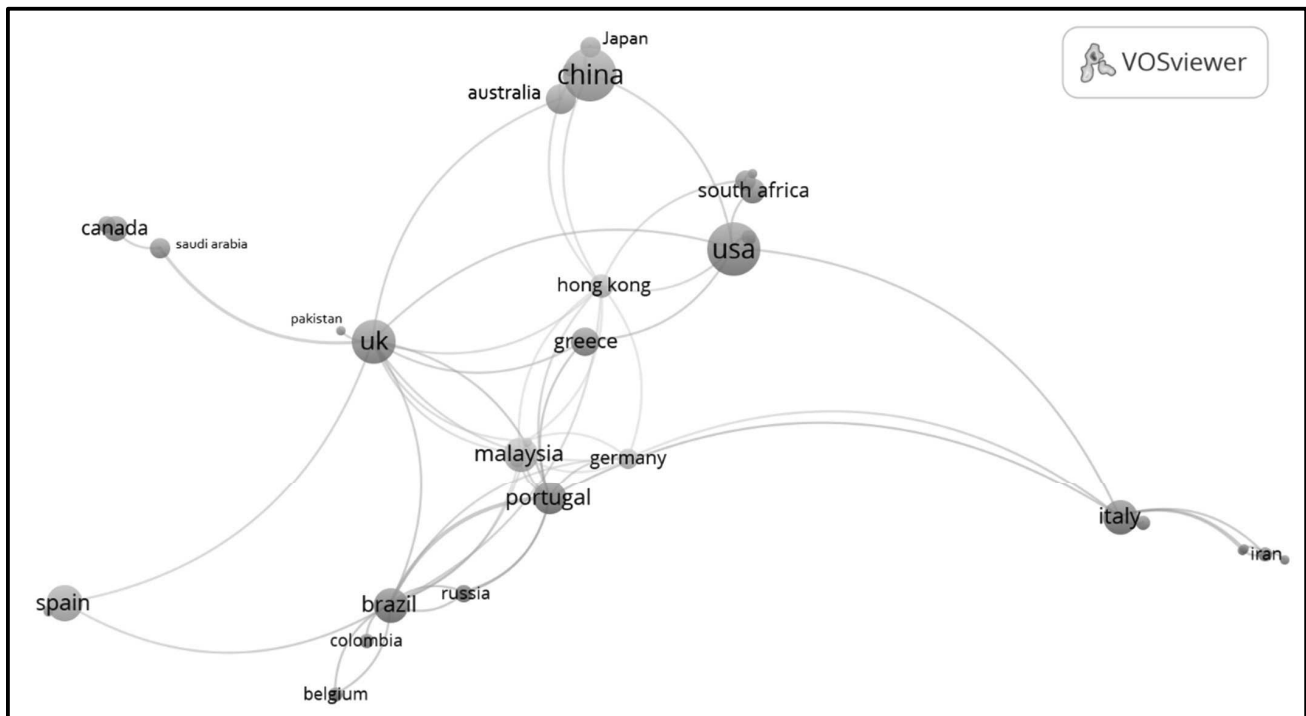 Japan
VOSviewer
china
australia
south africa
canada
saudi arabia
usa
hong kong
pakistan
uk
greece
malaysia
germany
portugal
italy
iran
spain
brazil
russia
colombia
belgium